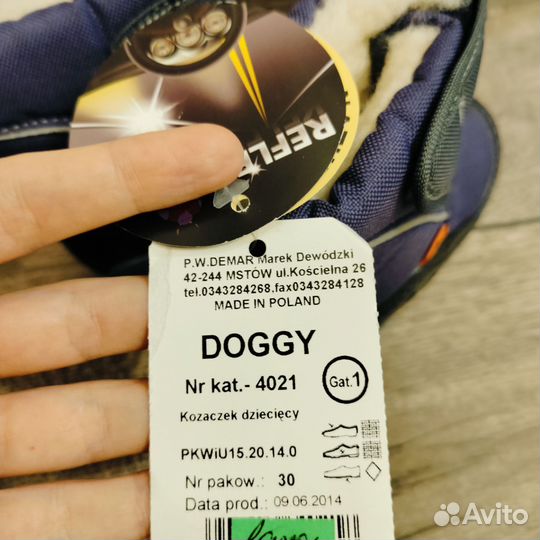 REFLE
P.W.DEMAR Marek Dewódzki
42-244 MSTÓW ul.Kościelna 26
tel.0343284268,fax0343284128
MADE IN POLAND
DOGGY
Nr kat.- 4021
Gat.1
Kozaczek dziecięcy
PKWiU15.20.14.0
Nr pakow.: 30
Data prod.: 09.06.2014
Avito